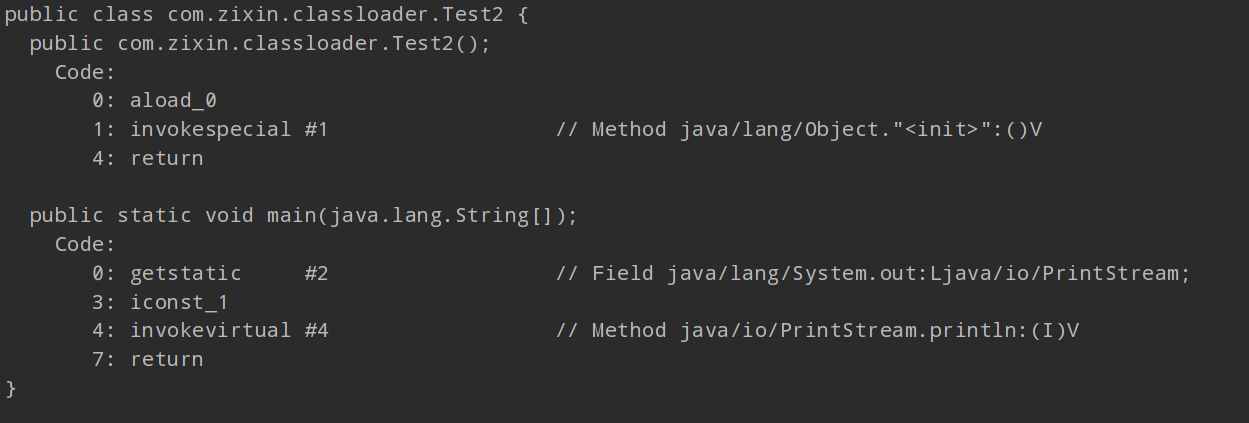 public class com.zixin.classloader.Test2 {
  public com.zixin.classloader.Test2();
    Code:
       0: aload_0
       1: invokespecial #1                  // Method java/lang/Object."<init>":()V
       4: return

  public static void main(java.lang.String[]);
    Code:
       0: getstatic     #2                  // Field java/lang/System.out:Ljava/io/PrintStream;
       3: iconst_1
       4: invokevirtual #4                  // Method java/io/PrintStream.println:(I)V
       7: return
}